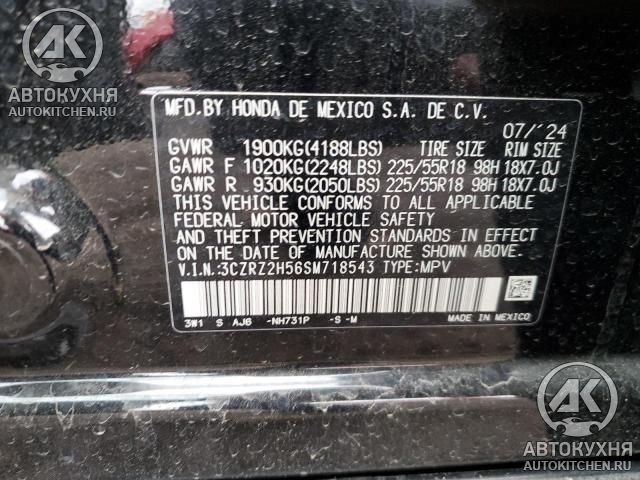 AK
АВТОКУХНЯ
AUTOKITCHEN.RU
MFD.BY HONDA DE MEXICO S.A. DE C.V.
07/´24
GVWR 1900KG(4188LBS) TIRE SIZE RIM SIZE
GAWR F 1020KG(2248LBS) 225/55R18 98H 18X7.0J
GAWR R 930KG(2050LBS) 225/55R18 98H 18X7.0J
THIS VEHICLE CONFORMS TO ALL APPLICABLE
FEDERAL MOTOR VEHICLE SAFETY
AND THEFT PREVENTION STANDARDS IN EFFECT
ON THE DATE OF MANUFACTURE SHOWN ABOVE.
V.I.N.:3CZRZ2H56SM718543 TYPE:MPV
3W1 S AJ6 -NH731P -S -M
MADE IN MEXICO
AK
АВТОКУХНЯ
AUTOKITCHEN.RU